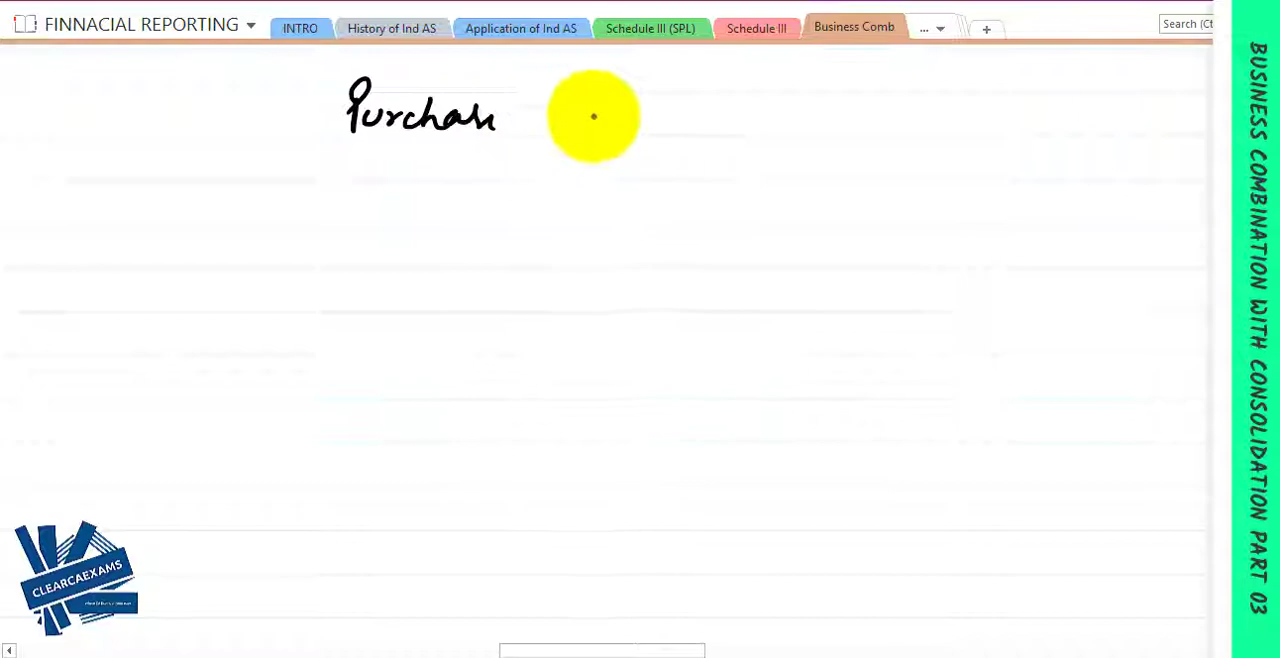 FINNACIAL REPORTING
INTRO
History of Ind AS
Application of Ind AS
Schedule III (SPL)
Schedule III
Business Comb
...
+
Search (Ct
Purchase
BUSINESS COMBINATION WITH CONSOLIDATION PART 03
CLEARCAEXAMS